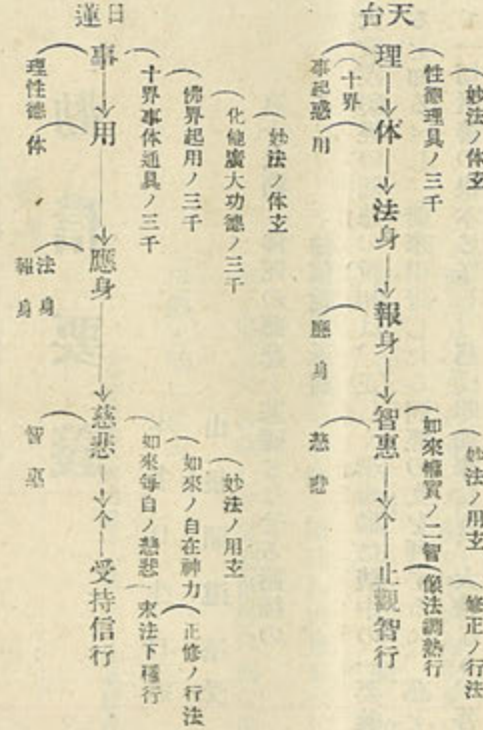 天台
妙法ノ体玄
性德理具ノ三千
理→体→法身→報身→智惠→个→止觀智行
十界
事起惑 用
應身
慈悲
妙法ノ用玄
修正ノ行法
如來權實ノ二智
像法調熟行
日蓮
妙法ノ体玄
化他廣大功德ノ三千
佛界起用ノ三千
十界事体通具ノ三千
事→用→應身→慈悲→个→受持信行
理性德 体
法身
報身
智惠
妙法ノ用玄
如來ノ自在神力
正修ノ行法
如來每自ノ悲悲
末法下種行